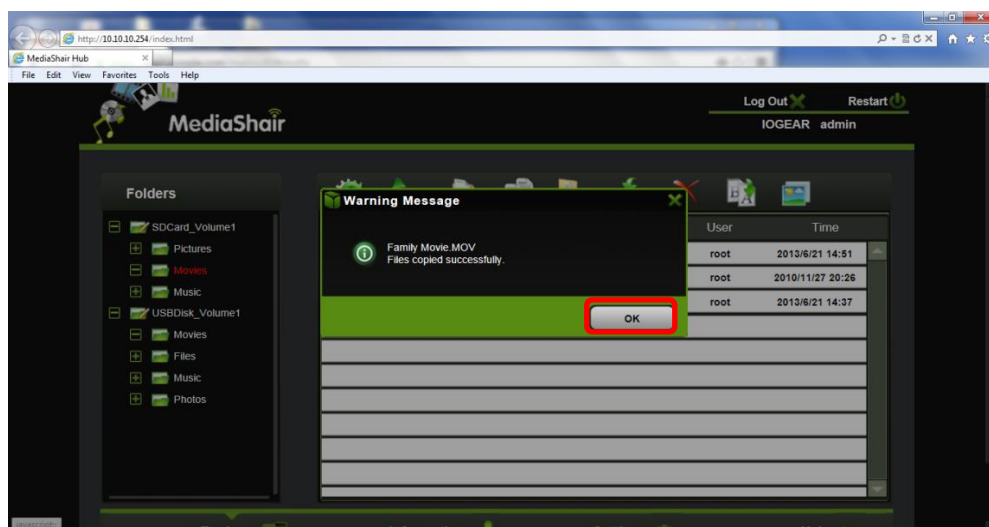 http://10.10.10.254/index.html
MediaShair Hub
File Edit View Favorites Tools Help
MediaShair
Log Out Restart
IOGEAR admin
Folders
Warning Message
SDCard_Volume1
User Time
Pictures
Family Movie.MOV
Files copied successfully.
root 2013/6/21 14:51
Movies
root 2010/11/27 20:26
Music
root 2013/6/21 14:37
USBDisk_Volume1
OK
Movies
Files
Music
Photos